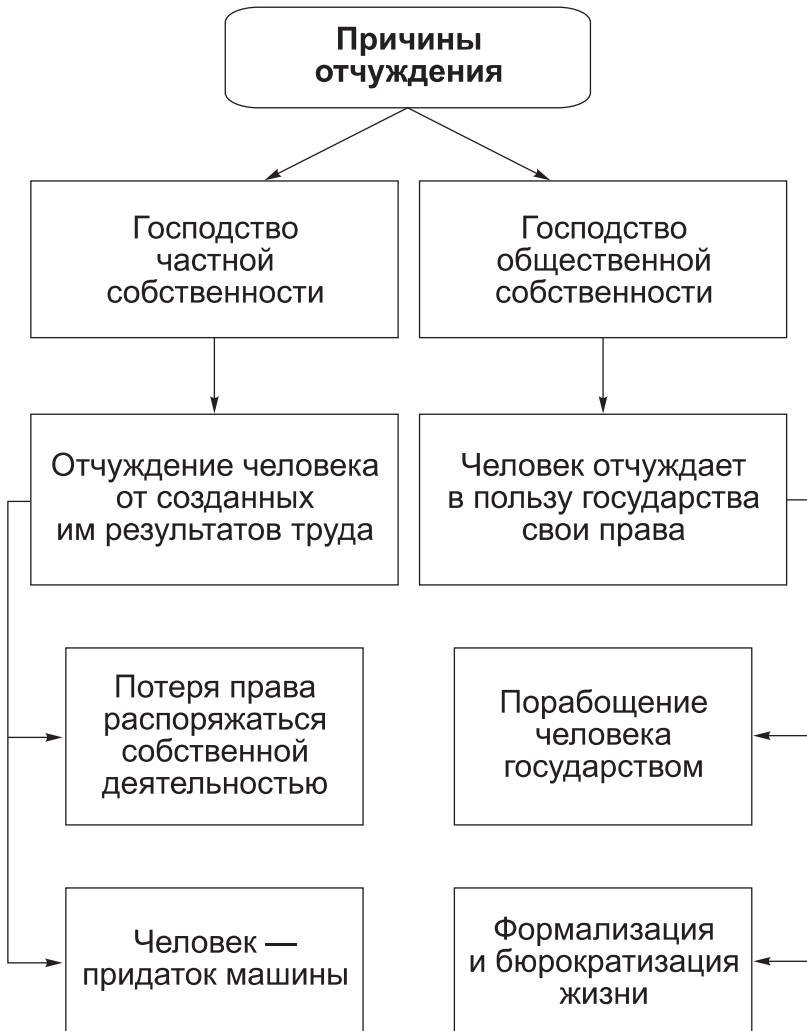 Причины
отчуждения
Господство
частной
собственности
Господство
общественной
собственности
Отчуждение человека
от созданных
им результатов труда
Человек отчуждает
в пользу государства
свои права
Потеря права
распоряжаться
собственной
деятельностью
Порабощение
человека
государством
Человек —
придаток машины
Формализация
и бюрократизация
жизни